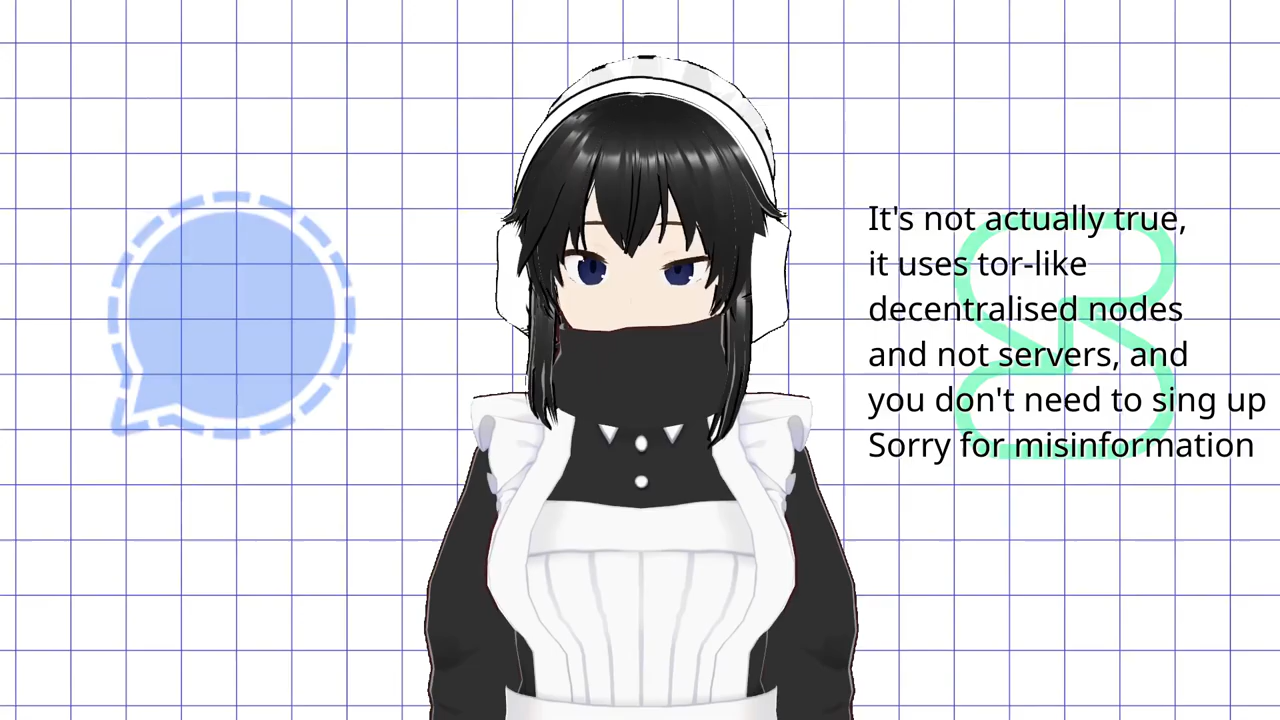 It's not actually true,
it uses tor-like
decentralised nodes
and not servers, and
you don't need to sing up
Sorry for misinformation